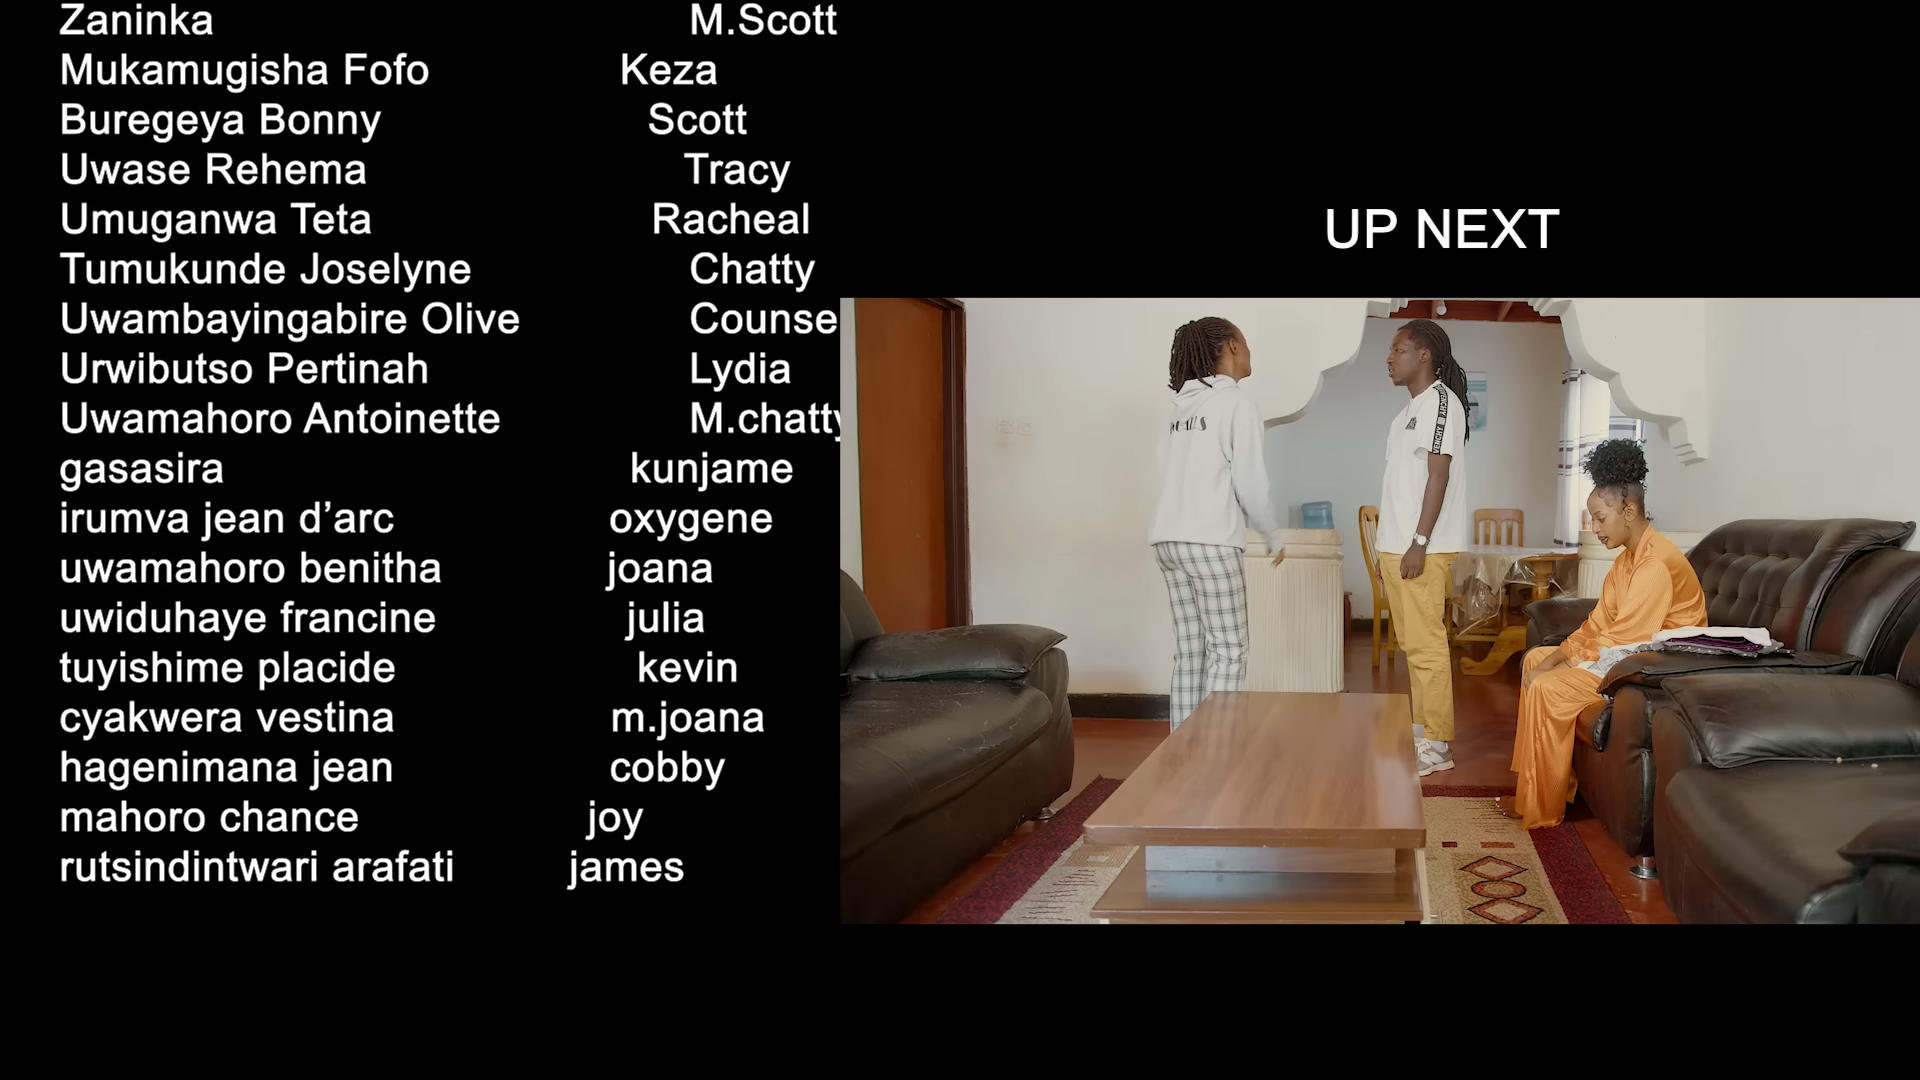 Zaninka M.Scott
Mukamugisha Fofo Keza
Buregeya Bonny Scott
Uwase Rehema Tracy
Umuganwa Teta Racheal
Tumukunde Joselyne Chatty
Uwambayingabire Olive Counse
Urwibutso Pertinah Lydia
Uwamahoro Antoinette M.chatty
gasasira kunjame
irumva jean d’arc oxygene
uwamahoro benitha joana
uwiduhaye francine julia
tuyishime placide kevin
cyakwera vestina m.joana
hagenimana jean cobby
mahoro chance joy
rutsindintwari arafati james
UP NEXT